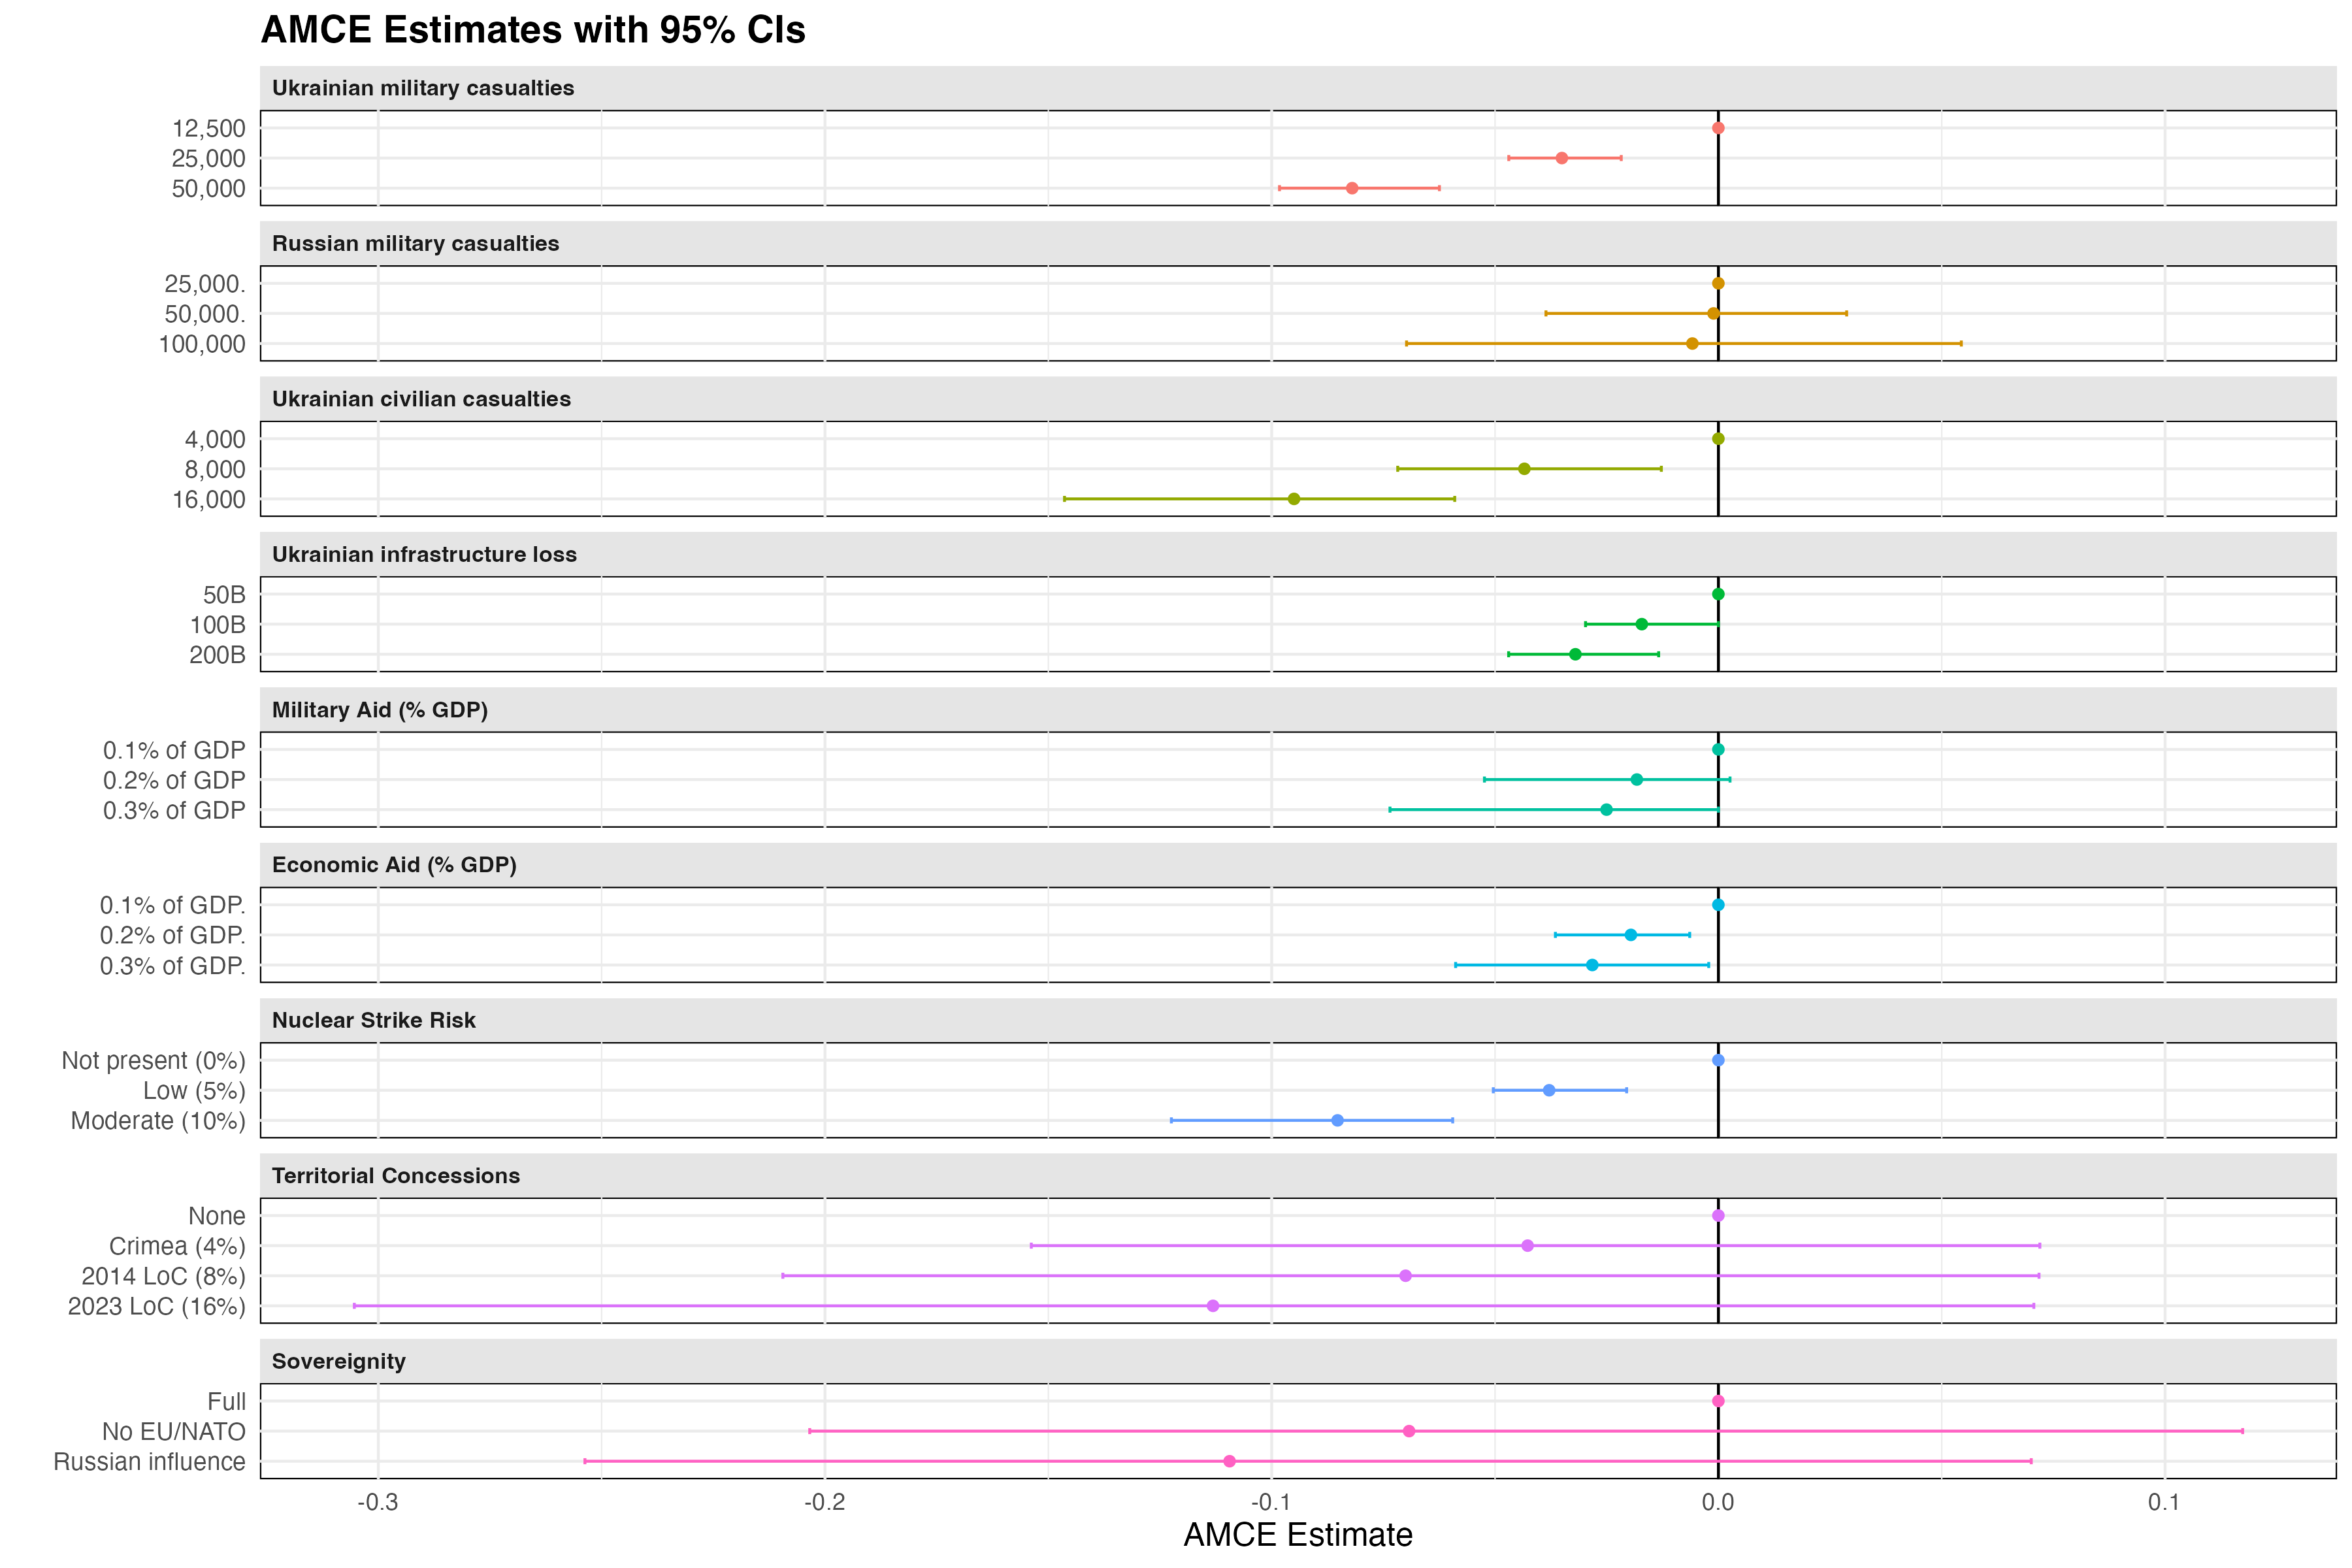 AMCE Estimates with 95% CIs
Ukrainian military casualties
12,500
25,000
50,000
Russian military casualties
25,000.
50,000.
100,000
Ukrainian civilian casualties
4,000
8,000
16,000
Ukrainian infrastructure loss
50B
100B
200B
Military Aid (% GDP)
0.1% of GDP
0.2% of GDP
0.3% of GDP
Economic Aid (% GDP)
0.1% of GDP.
0.2% of GDP.
0.3% of GDP.
Nuclear Strike Risk
Not present (0%)
Low (5%)
Moderate (10%)
Territorial Concessions
None
Crimea (4%)
2014 LoC (8%)
2023 LoC (16%)
Sovereignity
Full
No EU/NATO
Russian influence
-0.3 -0.2 -0.1 0.0 0.1
AMCE Estimate